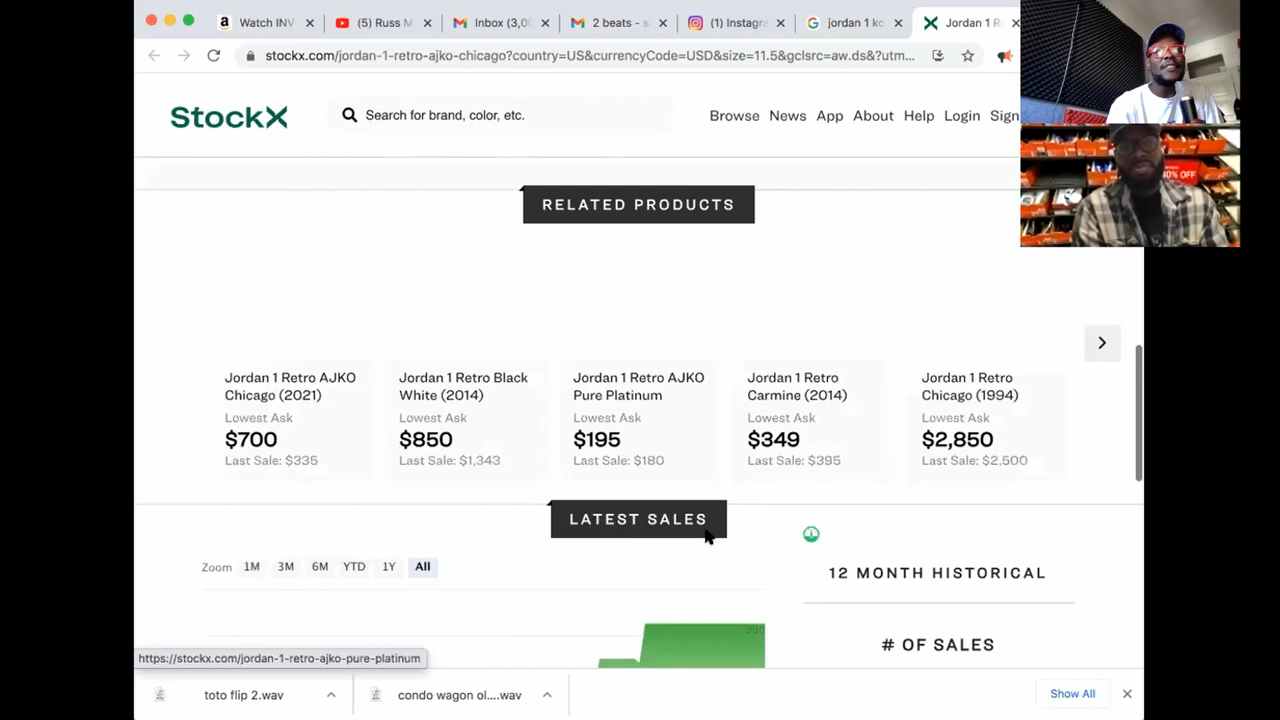 a Watch INV
(5) Russ M
Inbox (3,00
2 beats - s
(1) Instagra
jordan 1 kc
Jordan 1 R
stockx.com/jordan-1-retro-ajko-chicago?country=US&currencyCode=USD&size=11.5&gclsrc=aw.ds&?utm...
StockX
Search for brand, color, etc.
Browse News App About Help Login Sign
0% OFF
RELATED PRODUCTS
Jordan 1 Retro AJKO
Chicago (2021)
Lowest Ask
$700
Last Sale: $335
Jordan 1 Retro Black
White (2014)
Lowest Ask
$850
Last Sale: $1,343
Jordan 1 Retro AJKO
Pure Platinum
Lowest Ask
$195
Last Sale: $180
Jordan 1 Retro
Carmine (2014)
Lowest Ask
$349
Last Sale: $395
Jordan 1 Retro
Chicago (1994)
Lowest Ask
$2,850
Last Sale: $2,500
LATEST SALES
Zoom 1M 3M 6M YTD 1Y All
12 MONTH HISTORICAL
# OF SALES
https://stockx.com/jordan-1-retro-ajko-pure-platinum
toto flip 2.wav
condo wagon ol....wav
Show All